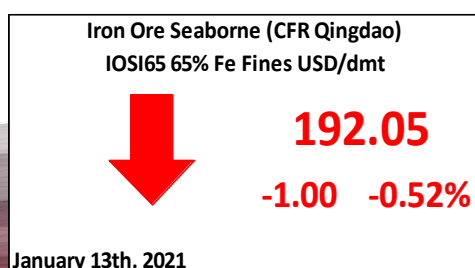 Iron Ore Seaborne (CFR Qingdao)
IOSI65 65% Fe Fines USD/dmt
192.05
-1.00 -0.52%
January 13th, 2021